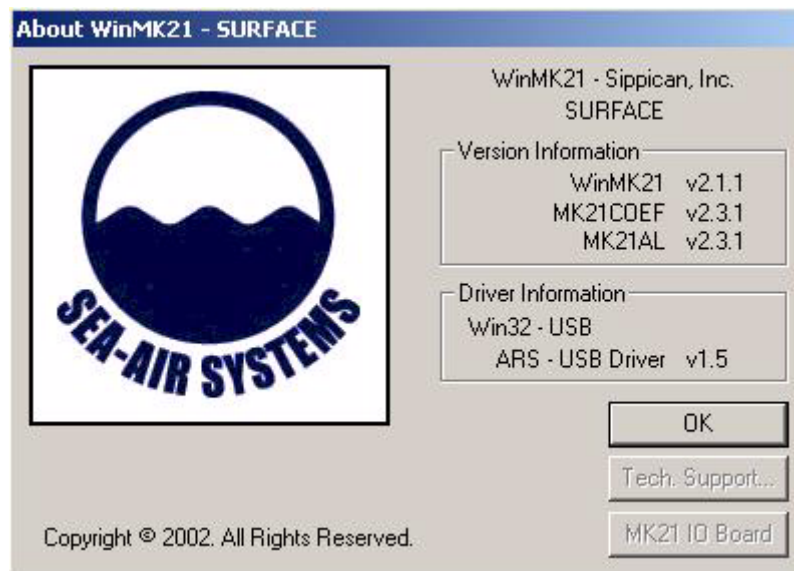 About WinMK21 - SURFACE
WinMK21 - Sippican, Inc.
SURFACE
Version Information
WinMK21 v2.1.1
MK21COEF v2.3.1
MK21AL v2.3.1
SEA-AIR SYSTEMS
Driver Information
Win32 - USB
ARS - USB Driver v1.5
OK
Tech. Support...
MK21 IO Board
Copyright © 2002. All Rights Reserved.